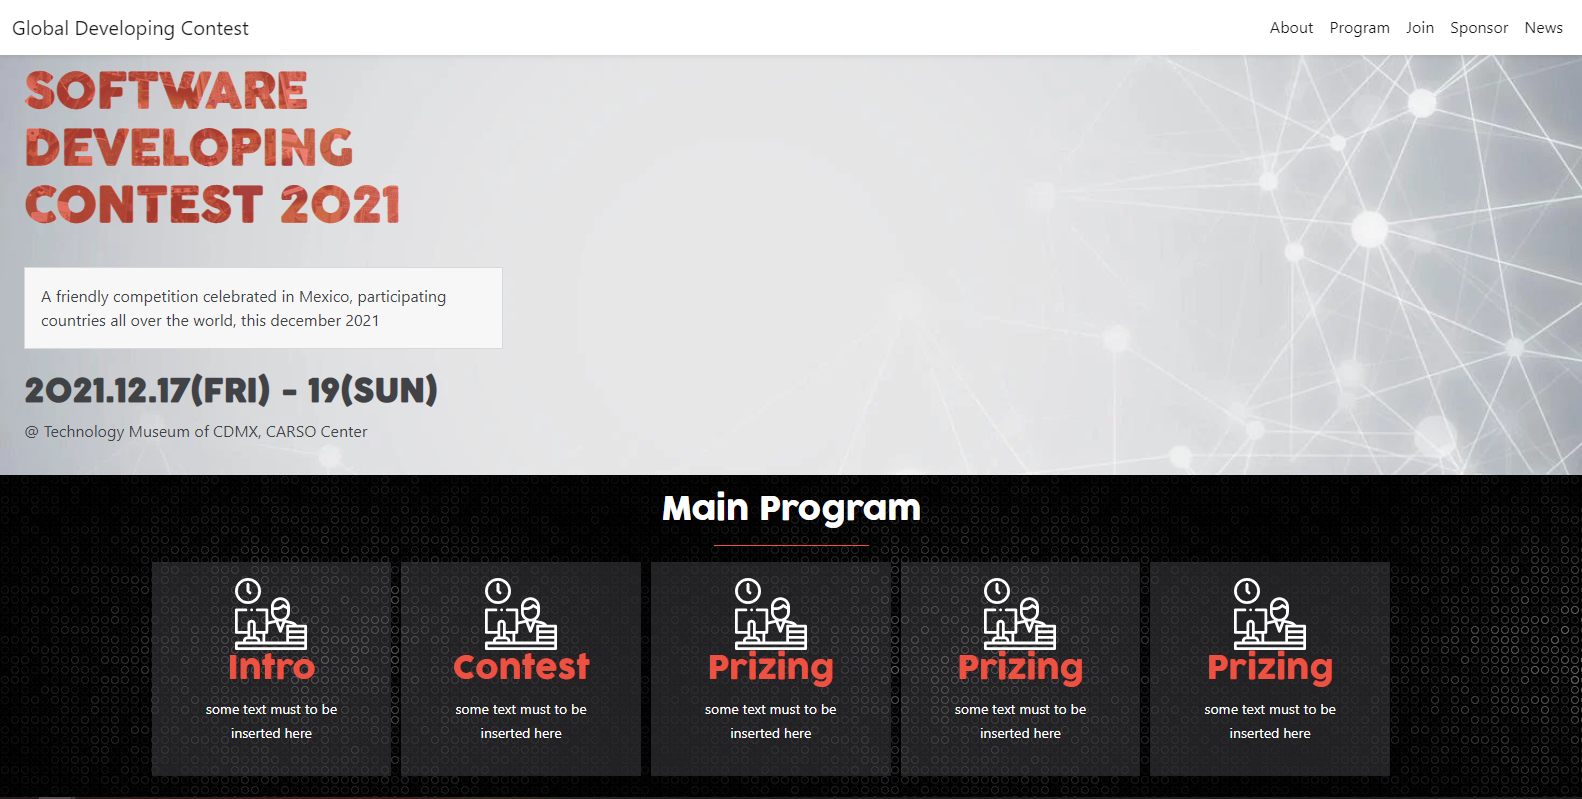 Global Developing Contest
About Program Join Sponsor News
SOFTWARE
DEVELOPING
CONTEST 2021
A friendly competition celebrated in Mexico, participating
countries all over the world, this december 2021
2021.12.17(FRI) - 19(SUN)
@ Technology Museum of CDMX, CARSO Center
Main Program
Intro
some text must to be
inserted here
Contest
some text must to be
inserted here
Prizing
some text must to be
inserted here
Prizing
some text must to be
inserted here
Prizing
some text must to be
inserted here